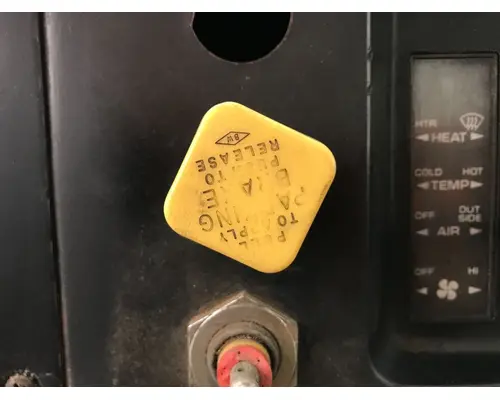 PULL
TO APPLY
PARKING
BRAKE
PUSH TO
RELEASE
BW
HTR
HEAT
COLD HOT
TEMP
OFF OUT
SIDE
AIR
OFF HI